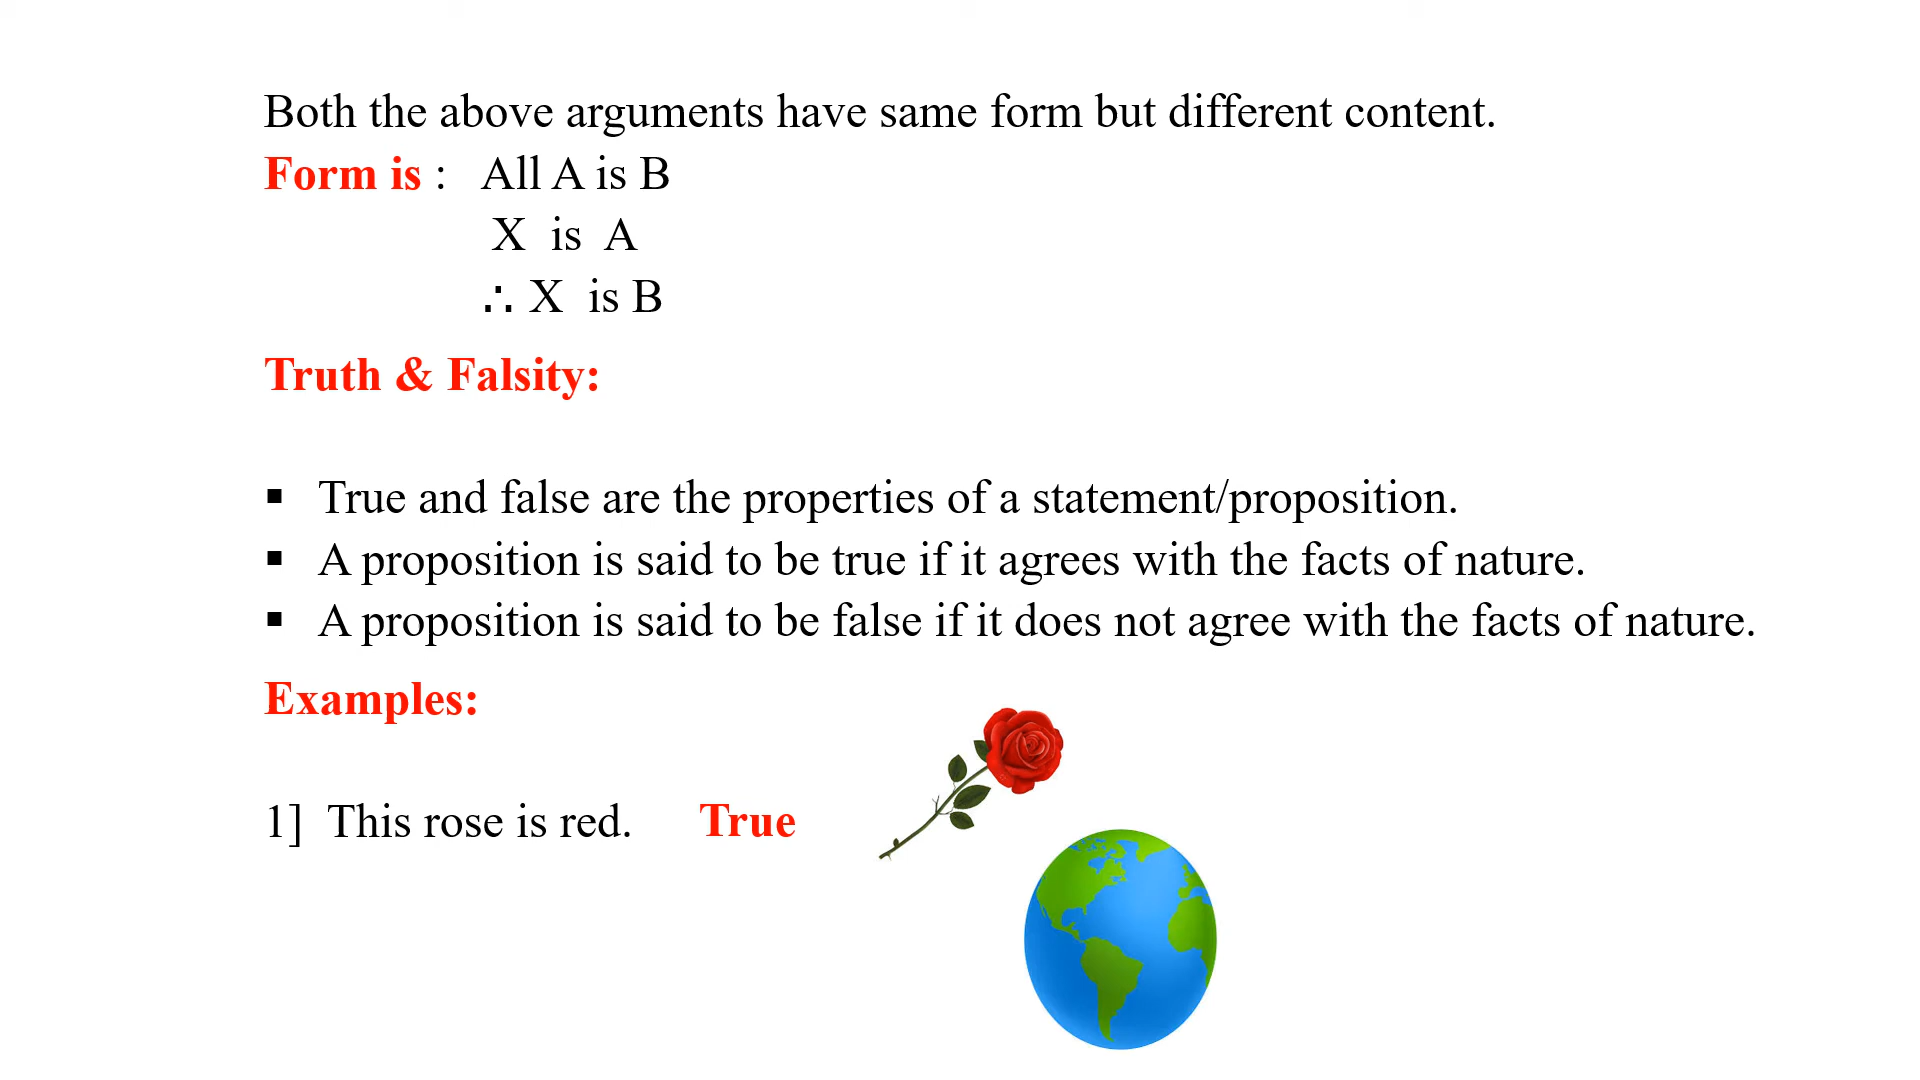 Both the above arguments have same form but different content.
Form is : All A is B
X is A
∴ X is B
Truth & Falsity:
▪ True and false are the properties of a statement/proposition.
▪ A proposition is said to be true if it agrees with the facts of nature.
▪ A proposition is said to be false if it does not agree with the facts of nature.
Examples:
1] This rose is red. True